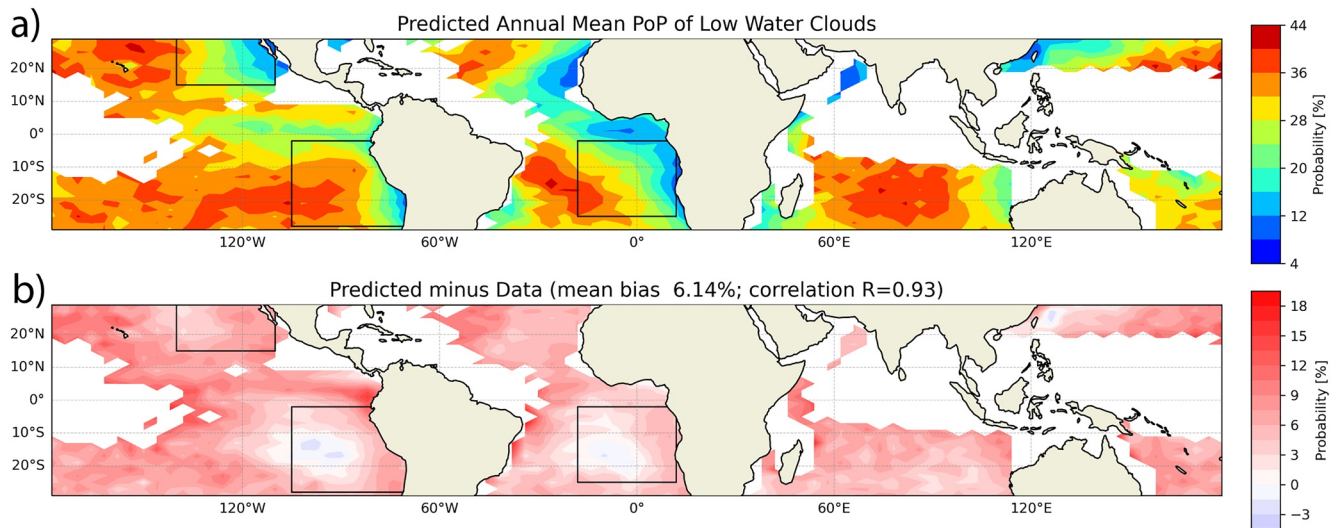 a)
Predicted Annual Mean PoP of Low Water Clouds
20°N
10°N
0°
10°S
20°S
120°W 60°W 0° 60°E 120°E
44
36
28
20
12
4
Probability [%]
b)
Predicted minus Data (mean bias 6.14%; correlation R=0.93)
20°N
10°N
0°
10°S
20°S
120°W 60°W 0° 60°E 120°E
18
15
12
9
6
3
0
−3
Probability [%]